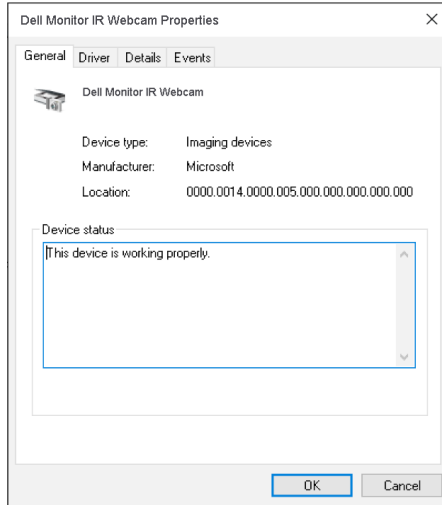 Dell Monitor IR Webcam Properties
General Driver Details Events
Dell Monitor IR Webcam
Device type: Imaging devices
Manufacturer: Microsoft
Location: 0000.0014.0000.005.000.000.000.000.000
Device status
This device is working properly.
OK Cancel